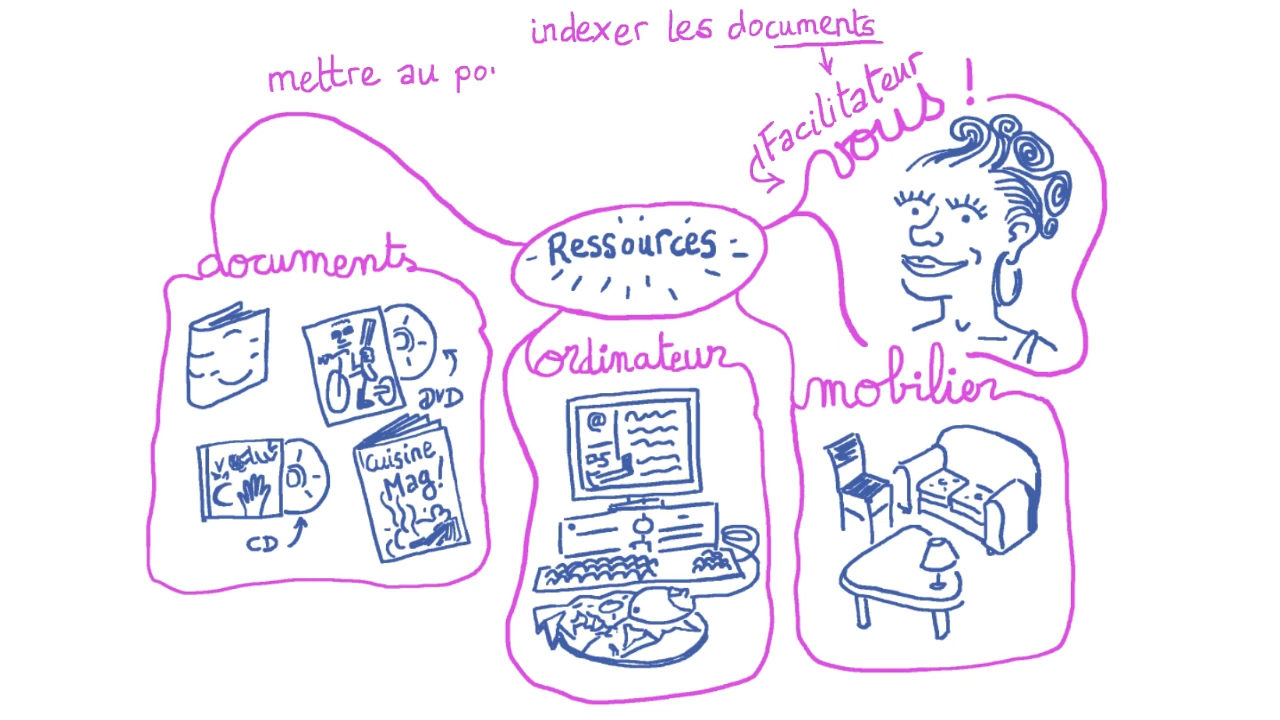 indexer les documents
mettre au po
Facilitateur
vous !
Ressources
documents
DVD
CD
Cuisine
Mag!
ordinateur
@
mobilier